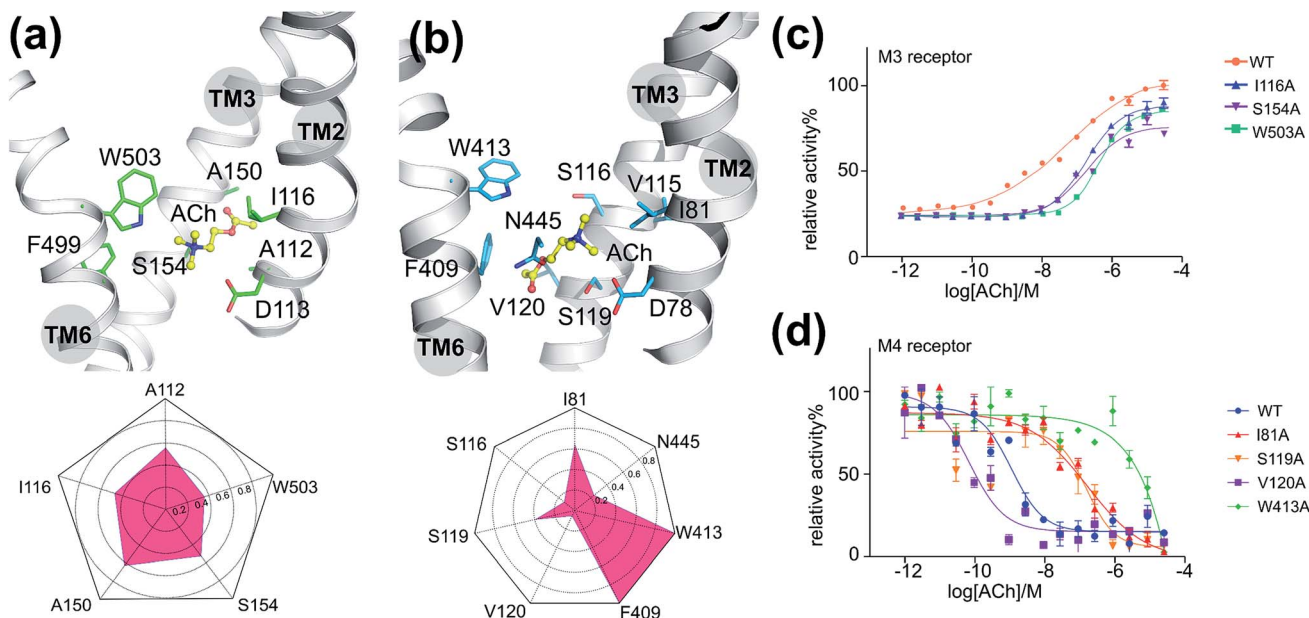 (a)
TM3
TM2
W503
A150
ACh
I116
F499
S154
A112
D113
TM6
(b)
TM3
W413
TM2
S116
V115
N445
I81
ACh
F409
V120
S119
D78
TM6
(c)
M3 receptor
100
50
0
relative activity%
-12
-10
-8
-6
-4
log[ACh]/M
WT
I116A
S154A
W503A
A112
I116
W503
0.2
0.4
0.6
0.8
A150
S154
I81
S116
N445
0.8
0.6
0.4
0.2
S119
W413
V120
F409
(d)
M4 receptor
100
50
0
relative activity%
-12
-10
-8
-6
-4
log[ACh]/M
WT
I81A
S119A
V120A
W413A